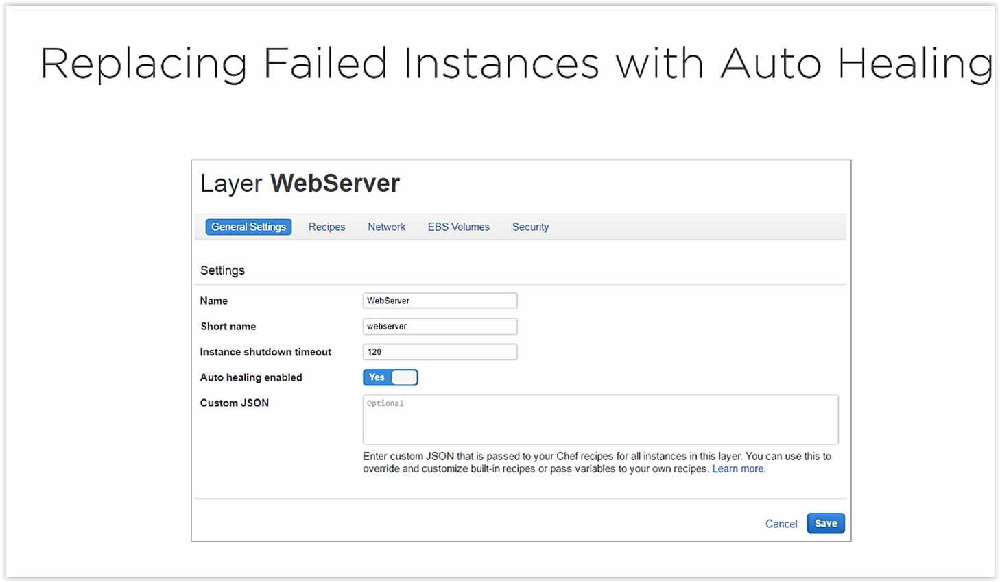 Replacing Failed Instances with Auto Healing
Layer WebServer
General Settings Recipes Network EBS Volumes Security
Settings
Name WebServer
Short name webserver
Instance shutdown timeout 120
Auto healing enabled Yes
Custom JSON Optional
Enter custom JSON that is passed to your Chef recipes for all instances in this layer. You can use this to
override and customize built-in recipes or pass variables to your own recipes. Learn more.
Cancel Save